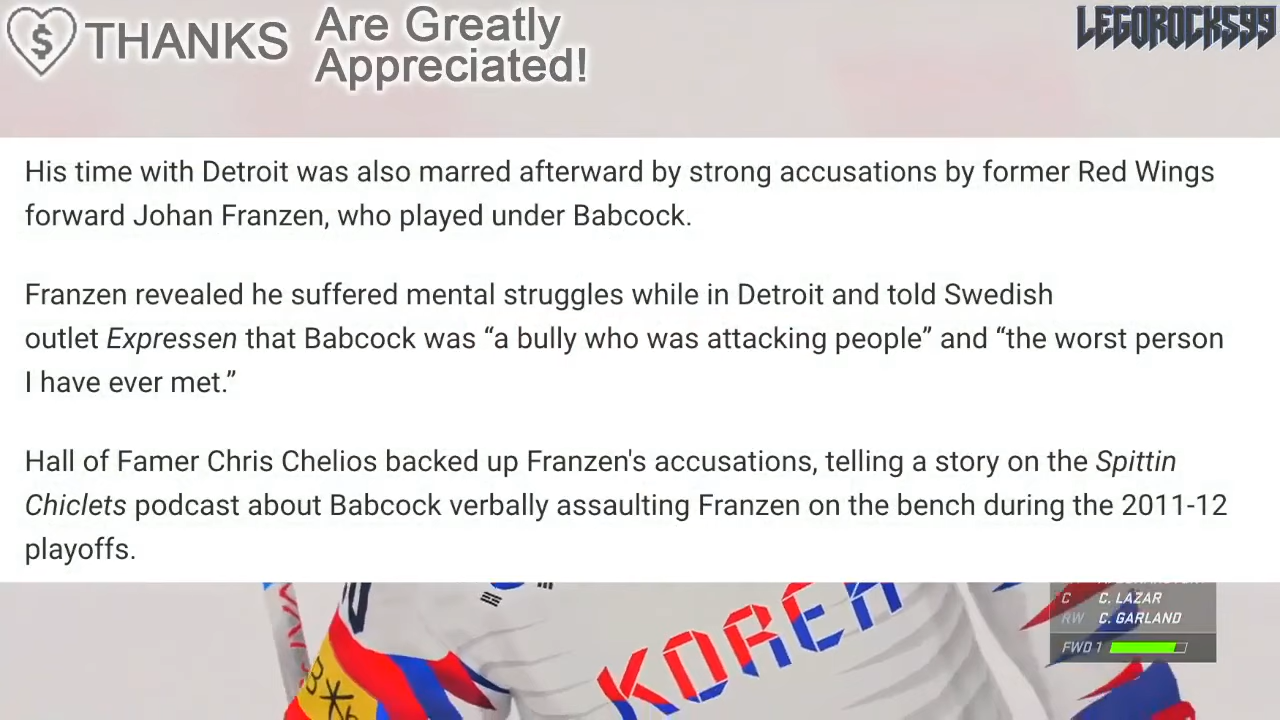 $ THANKS
Are Greatly
Appreciated!
LEGOROCKS99
His time with Detroit was also marred afterward by strong accusations by former Red Wings
forward Johan Franzen, who played under Babcock.
Franzen revealed he suffered mental struggles while in Detroit and told Swedish
outlet Expressen that Babcock was “a bully who was attacking people” and “the worst person
I have ever met.”
Hall of Famer Chris Chelios backed up Franzen's accusations, telling a story on the Spittin
Chiclets podcast about Babcock verbally assaulting Franzen on the bench during the 2011-12
playoffs.
KOREA
C C. LAZAR
RW C. GARLAND
FWD 1